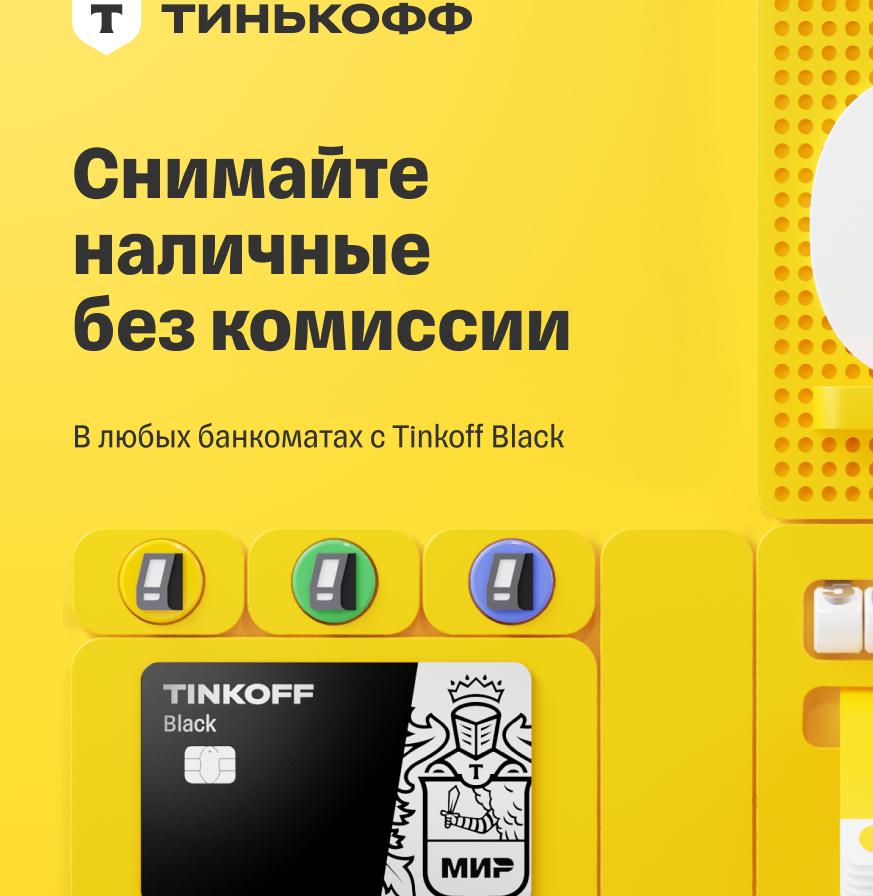 ТИНЬКОФФ
Снимайте
наличные
без комиссии
В любых банкоматах с Tinkoff Black
TINKOFF
Black
Т
МИР